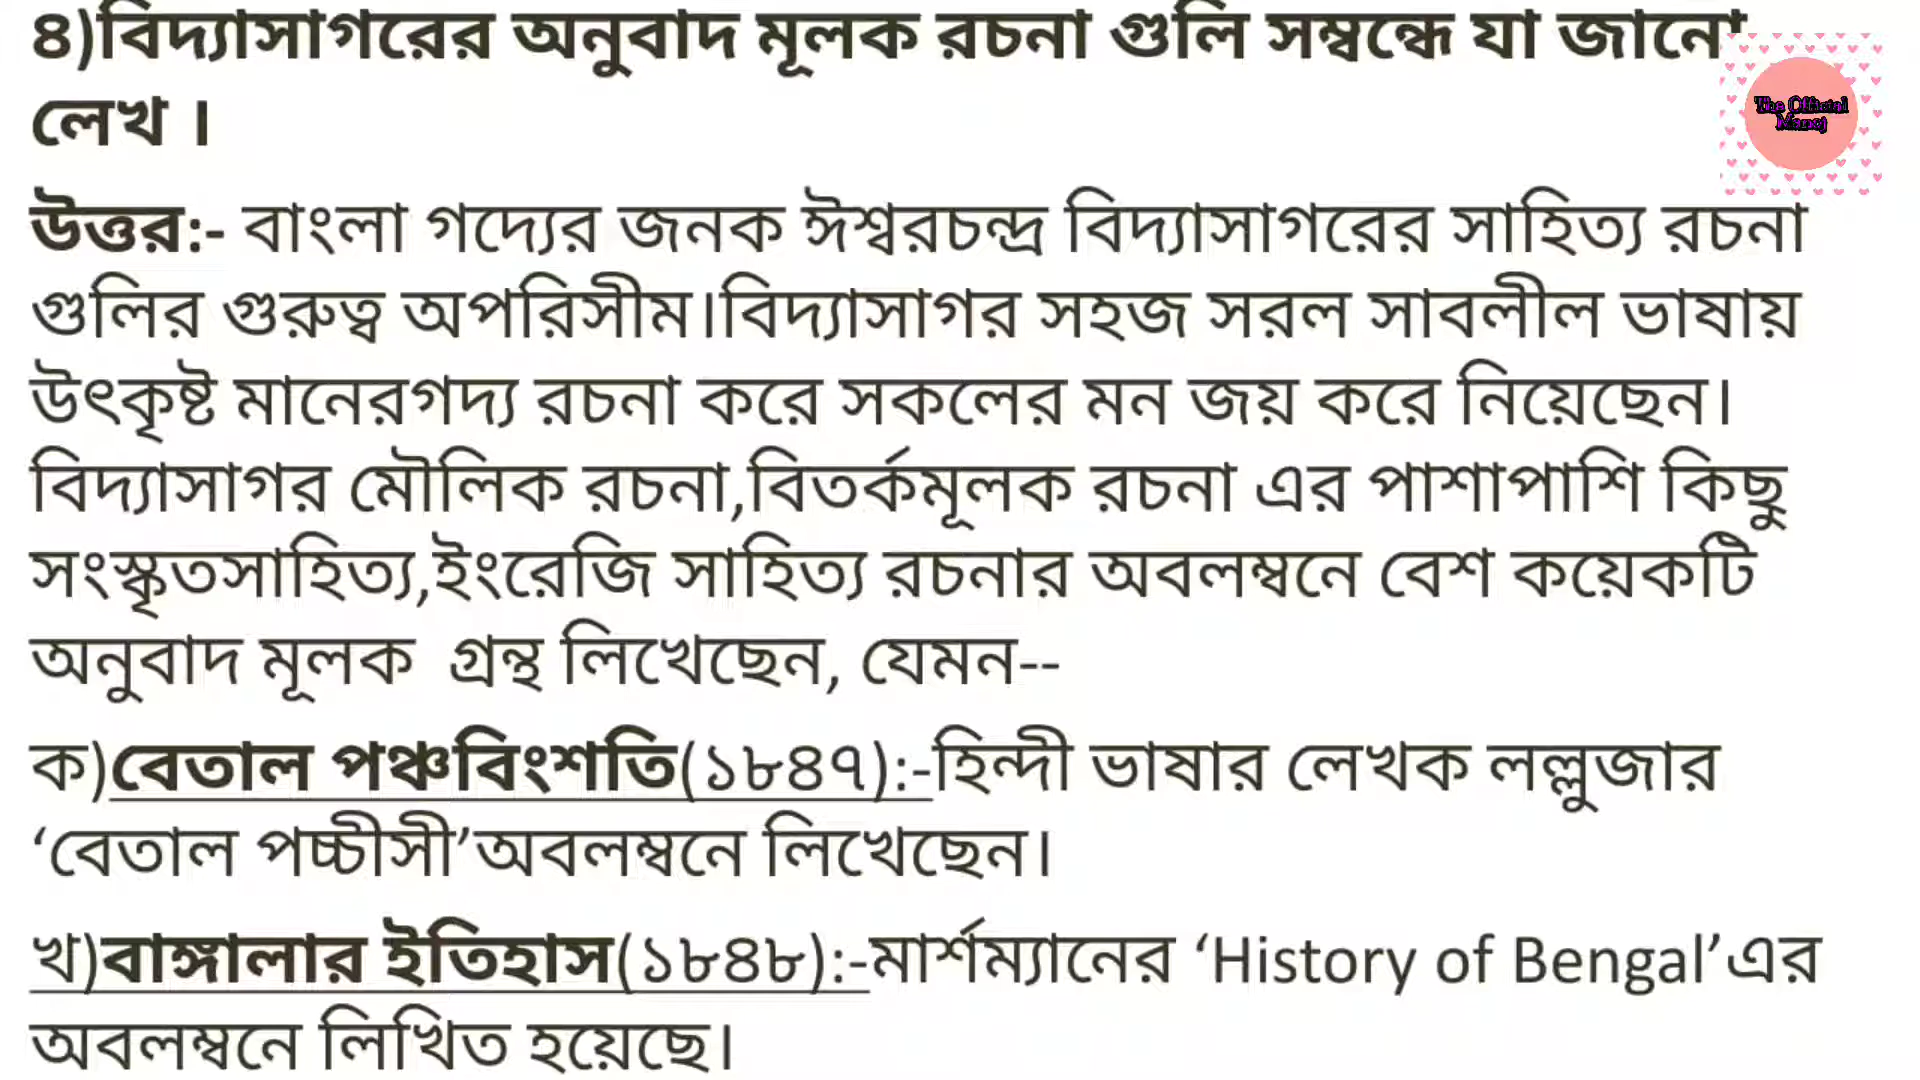 ৪)বিদ্যাসাগরের অনুবাদ মূলক রচনা গুলি সম্বন্ধে যা জানো
লেখ ।
The Official
Manoj
উত্তর:- বাংলা গদ্যের জনক ঈশ্বরচন্দ্র বিদ্যাসাগরের সাহিত্য রচনা
গুলির গুরুত্ব অপরিসীম।বিদ্যাসাগর সহজ সরল সাবলীল ভাষায়
উৎকৃষ্ট মানেরগদ্য রচনা করে সকলের মন জয় করে নিয়েছেন।
বিদ্যাসাগর মৌলিক রচনা,বিতর্কমূলক রচনা এর পাশাপাশি কিছু
সংস্কৃতসাহিত্য,ইংরেজি সাহিত্য রচনার অবলম্বনে বেশ কয়েকটি
অনুবাদ মূলক গ্রন্থ লিখেছেন, যেমন--
ক)বেতাল পঞ্চবিংশতি(১৮৪৭):-হিন্দী ভাষার লেখক লল্লুজার
‘বেতাল পচ্চীসী’অবলম্বনে লিখেছেন।
খ)বাঙ্গালার ইতিহাস(১৮৪৮):-মার্শম্যানের ‘History of Bengal’এর
অবলম্বনে লিখিত হয়েছে।